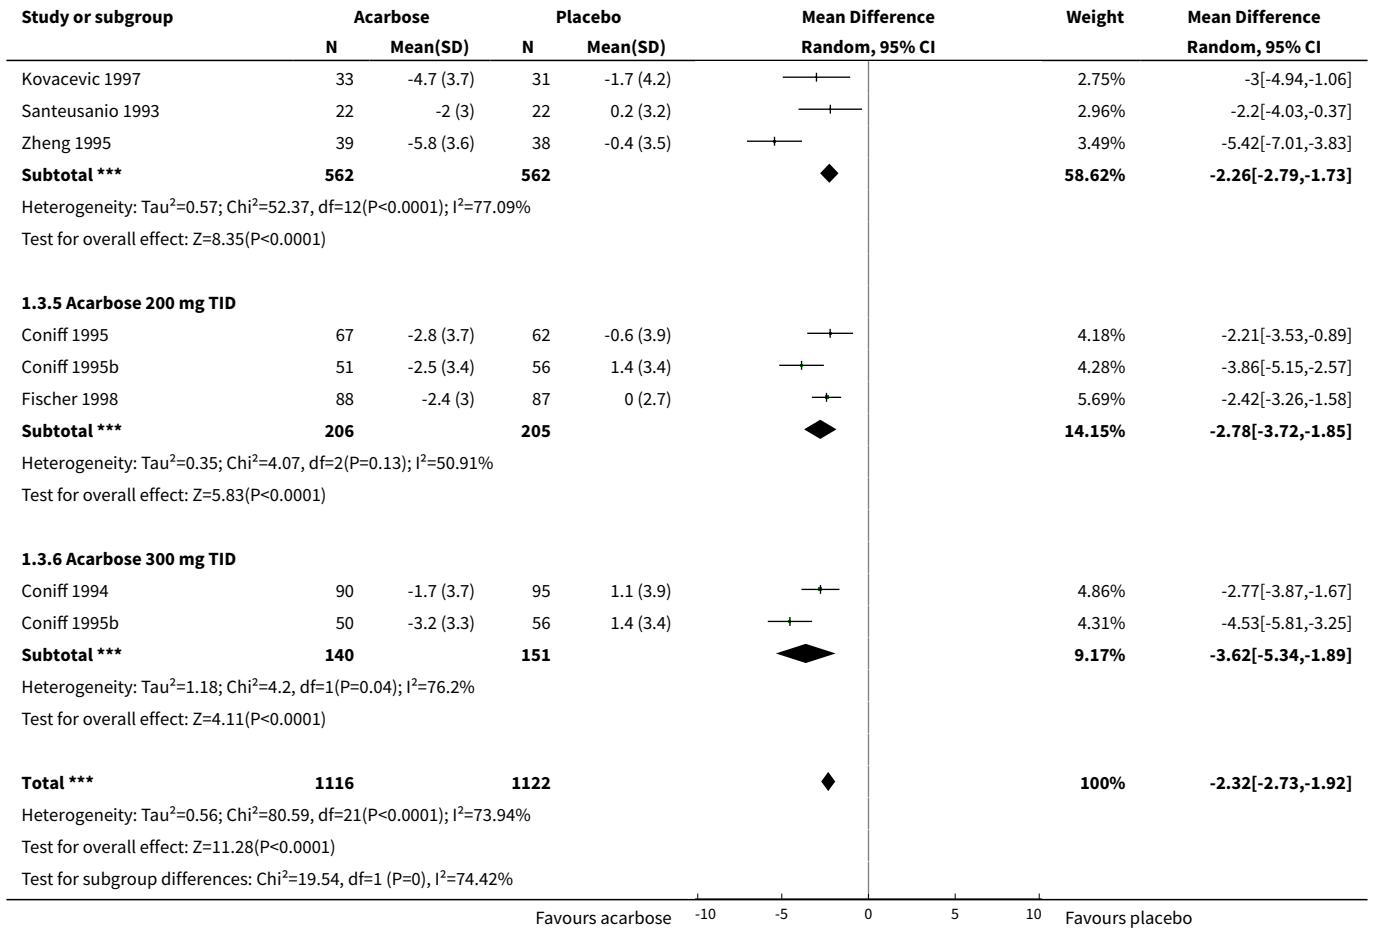 Study or subgroup Acarbose Placebo Mean Difference Weight Mean Difference
N Mean(SD) N Mean(SD) Random, 95% CI Random, 95% CI
Kovacevic 1997 33 -4.7 (3.7) 31 -1.7 (4.2) 2.75% -3[-4.94,-1.06]
Santeusanio 1993 22 -2 (3) 22 0.2 (3.2) 2.96% -2.2[-4.03,-0.37]
Zheng 1995 39 -5.8 (3.6) 38 -0.4 (3.5) 3.49% -5.42[-7.01,-3.83]
Subtotal *** 562 562 58.62% -2.26[-2.79,-1.73]
Heterogeneity: Tau²=0.57; Chi²=52.37, df=12(P<0.0001); I²=77.09%
Test for overall effect: Z=8.35(P<0.0001)
1.3.5 Acarbose 200 mg TID
Coniff 1995 67 -2.8 (3.7) 62 -0.6 (3.9) 4.18% -2.21[-3.53,-0.89]
Coniff 1995b 51 -2.5 (3.4) 56 1.4 (3.4) 4.28% -3.86[-5.15,-2.57]
Fischer 1998 88 -2.4 (3) 87 0 (2.7) 5.69% -2.42[-3.26,-1.58]
Subtotal *** 206 205 14.15% -2.78[-3.72,-1.85]
Heterogeneity: Tau²=0.35; Chi²=4.07, df=2(P=0.13); I²=50.91%
Test for overall effect: Z=5.83(P<0.0001)
1.3.6 Acarbose 300 mg TID
Coniff 1994 90 -1.7 (3.7) 95 1.1 (3.9) 4.86% -2.77[-3.87,-1.67]
Coniff 1995b 50 -3.2 (3.3) 56 1.4 (3.4) 4.31% -4.53[-5.81,-3.25]
Subtotal *** 140 151 9.17% -3.62[-5.34,-1.89]
Heterogeneity: Tau²=1.18; Chi²=4.2, df=1(P=0.04); I²=76.2%
Test for overall effect: Z=4.11(P<0.0001)
Total *** 1116 1122 100% -2.32[-2.73,-1.92]
Heterogeneity: Tau²=0.56; Chi²=80.59, df=21(P<0.0001); I²=73.94%
Test for overall effect: Z=11.28(P<0.0001)
Test for subgroup differences: Chi²=19.54, df=1 (P=0), I²=74.42%
Favours acarbose -10 -5 0 5 10 Favours placebo